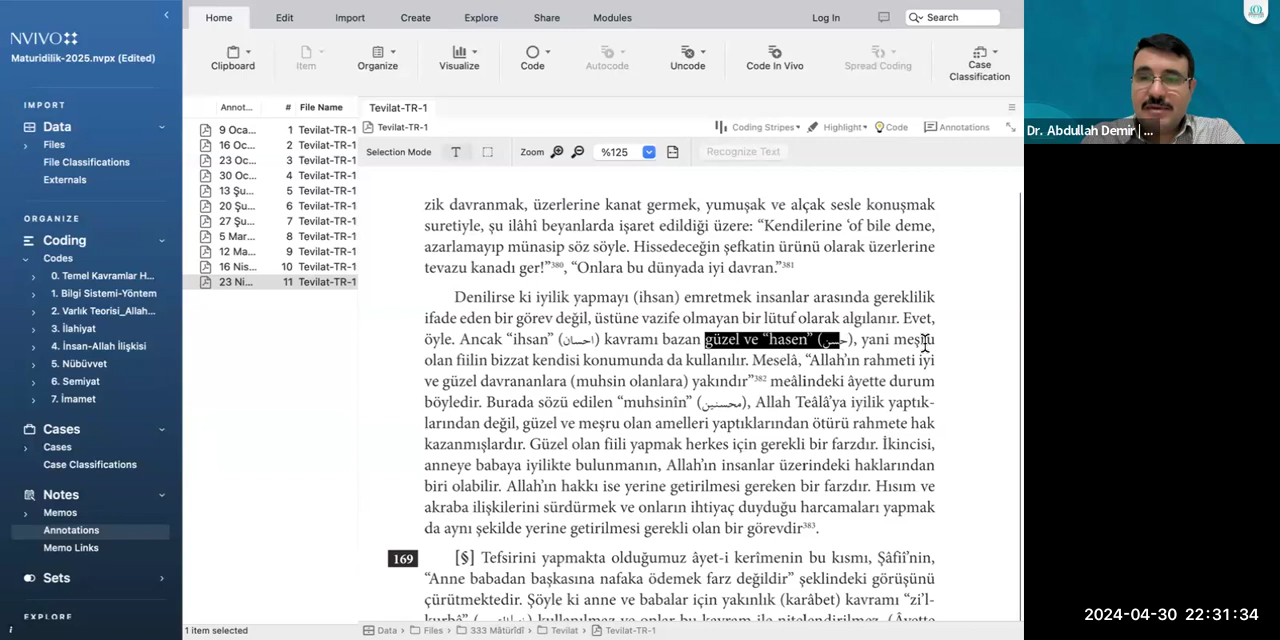 NVIVO
Maturidilik-2025.nvpx (Edited)
IMPORT
Data
Files
File Classifications
Externals
ORGANIZE
Coding
Codes
0. Temel Kavramlar H...
1. Bilgi Sistemi-Yöntem
2. Varlık Teorisi_Allah...
3. İlahiyat
4. İnsan-Allah İlişkisi
5. Nübüvvet
6. Semiyat
7. İmamet
Cases
Cases
Case Classifications
Notes
Memos
Annotations
Memo Links
Sets
EXPLORE
Home Edit Import Create Explore Share Modules Log In Search
Clipboard Item Organize Visualize Code Autocode Uncode Code In Vivo Spread Coding Case Classification
Annot... # File Name
9 Oca... 1 Tevilat-TR-1
16 Oc... 2 Tevilat-TR-1
23 Oc... 3 Tevilat-TR-1
30 Oc... 4 Tevilat-TR-1
13 Şu... 5 Tevilat-TR-1
20 Şu... 6 Tevilat-TR-1
27 Şu... 7 Tevilat-TR-1
5 Mar... 8 Tevilat-TR-1
12 Ma... 9 Tevilat-TR-1
16 Nis... 10 Tevilat-TR-1
23 Ni... 11 Tevilat-TR-1
Tevilat-TR-1
Tevilat-TR-1 Coding Stripes Highlight Code Annotations
Selection Mode T Zoom %125 Recognize Text
zik davranmak, üzerlerine kanat germek, yumuşak ve alçak sesle konuşmak
suretiyle, şu ilâhî beyanlarda işaret edildiği üzere: “Kendilerine ‘of bile deme,
azarlamayıp münasip söz söyle. Hissedeceğin şefkatin ürünü olarak üzerlerine
tevazu kanadı ger!”380, “Onlara bu dünyada iyi davran.”381
Denilirse ki iyilik yapmayı (ihsan) emretmek insanlar arasında gereklilik
ifade eden bir görev değil, üstüne vazife olmayan bir lütuf olarak algılanır. Evet,
öyle. Ancak “ihsan” (احسان) kavramı bazan güzel ve “hasen” (حسن), yani meşru
olan fiilin bizzat kendisi konumunda da kullanılır. Meselâ, “Allah’ın rahmeti iyi
ve güzel davrananlara (muhsin olanlara) yakındır”382 meâlindeki âyette durum
böyledir. Burada sözü edilen “muhsinîn” (محسنين), Allah Teâlâ’ya iyilik yaptık-
larından değil, güzel ve meşru olan amelleri yaptıklarından ötürü rahmete hak
kazanmışlardır. Güzel olan fiili yapmak herkes için gerekli bir farzdır. İkincisi,
anneye babaya iyilikte bulunmanın, Allah’ın insanlar üzerindeki haklarından
biri olabilir. Allah’ın hakkı ise yerine getirilmesi gereken bir farzdır. Hısım ve
akraba ilişkilerini sürdürmek ve onların ihtiyaç duyduğu harcamaları yapmak
da aynı şekilde yerine getirilmesi gerekli olan bir görevdir383.
169 [§] Tefsirini yapmakta olduğumuz âyet-i kerîmenin bu kısmı, Şâfiî’nin,
“Anne babadan başkasına nafaka ödemek farz değildir” şeklindeki görüşünü
çürütmektedir. Şöyle ki anne ve babalar için yakınlık (karâbet) kavramı “zi’l-
1 item selected Data Files 333 Mâtürîdî Tevilat Tevilat-TR-1
Dr. Abdullah Demir | ...
2024-04-30 22:31:34